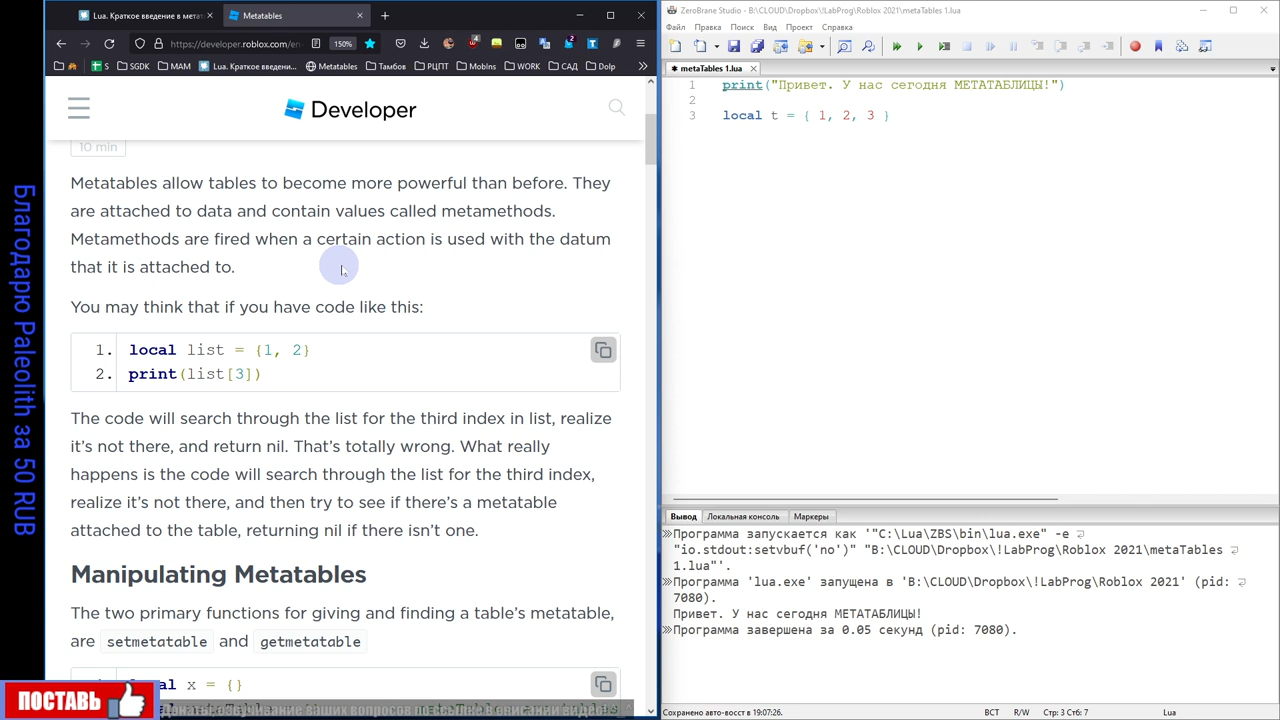 Lua. Краткое введение в мета
Metatables
https://developer.roblox.com/en-
150%
S
SGDK
МАМ
Lua. Краткое введени...
Metatables
Тамбов
РЦПТ
MobIns
WORK
САД
Dolp
Developer
10 min
Metatables allow tables to become more powerful than before. They
are attached to data and contain values called metamethods.
Metamethods are fired when a certain action is used with the datum
that it is attached to.
You may think that if you have code like this:
1. local list = {1, 2}
2. print(list[3])
The code will search through the list for the third index in list, realize
it's not there, and return nil. That's totally wrong. What really
happens is the code will search through the list for the third index,
realize it's not there, and then try to see if there's a metatable
attached to the table, returning nil if there isn't one.
Manipulating Metatables
The two primary functions for giving and finding a table's metatable,
are setmetatable and getmetatable
local x = {}
Благодарю Paleolith за 50 RUB
ПОСТАВЬ
ZeroBrane Studio - B:\CLOUD\Dropbox\!LabProg\Roblox 2021\metaTables 1.lua
Файл Правка Поиск Вид Проект Справка
metaTables 1.lua
1 print("Привет. У нас сегодня МЕТАТАБЛИЦЫ!")
2
3 local t = { 1, 2, 3 }
Вывод Локальная консоль Маркеры
Программа запускается как '"C:\Lua\ZBS\bin\lua.exe" -e
"io.stdout:setvbuf('no')" "B:\CLOUD\Dropbox\!LabProg\Roblox 2021\metaTables
1.lua"'.
Программа 'lua.exe' запущена в 'B:\CLOUD\Dropbox\!LabProg\Roblox 2021' (pid:
7080).
Привет. У нас сегодня МЕТАТАБЛИЦЫ!
Программа завершена за 0.05 секунд (pid: 7080).
Сохранено авто-восст в 19:07:26.
ВСТ
R/W
Стр: 3 Стб: 7
Lua